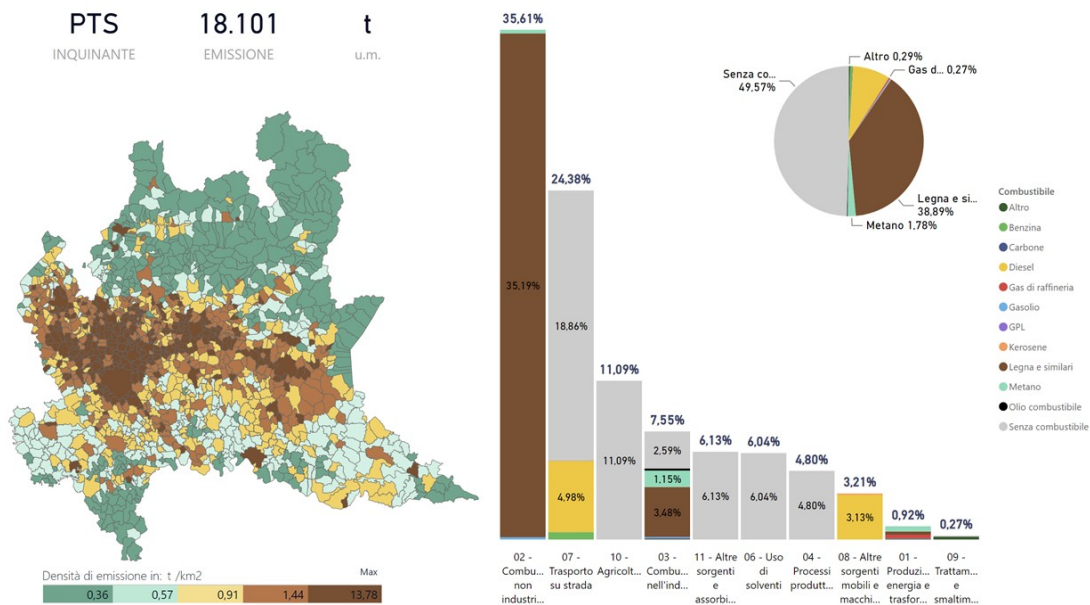 PTS
18.101
t
INQUINANTE
EMISSIONE
u.m.
Densità di emissione in: t /km2
Max
0,36
0,57
0,91
1,44
13,78
35,61%
35,19%
24,38%
18,86%
4,98%
11,09%
11,09%
7,55%
2,59%
1,15%
3,48%
6,13%
6,13%
6,04%
6,04%
4,80%
4,80%
3,21%
3,13%
0,92%
0,27%
02 -
Combu...
non
industri...
07 -
Trasporto
su strada
10 -
Agricolt...
03 -
Combu...
nell'ind...
11 - Altre
sorgenti
e
assorbi...
06 - Uso
di
solventi
04 -
Processi
produtt...
08 - Altre
sorgenti
mobili e
macchi...
01 -
Produzi...
energia e
trasfor...
09 -
Trattam...
e
smaltim...
Altro 0,29%
Gas d... 0,27%
Senza co...
49,57%
Legna e si...
38,89%
Metano 1,78%
Combustibile
Altro
Benzina
Carbone
Diesel
Gas di raffineria
Gasolio
GPL
Kerosene
Legna e similari
Metano
Olio combustibile
Senza combustibile